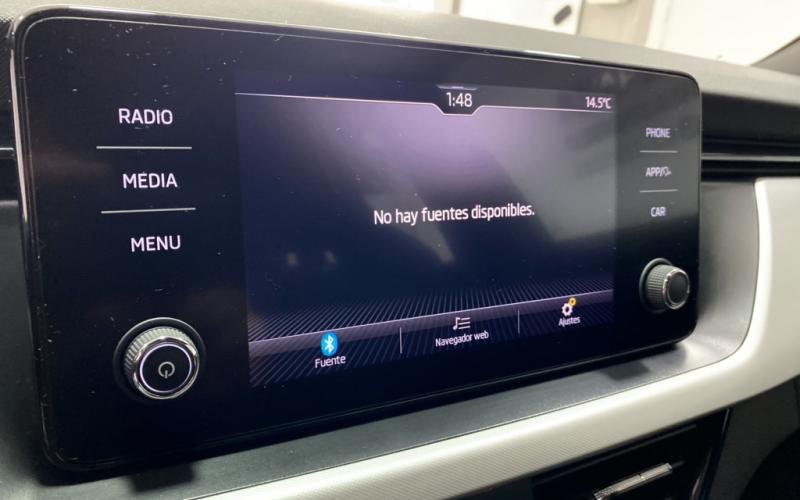 RADIO
MEDIA
MENU
1:48
14.5°C
No hay fuentes disponibles.
Fuente
Navegador web
Ajustes
PHONE
APP/
CAR